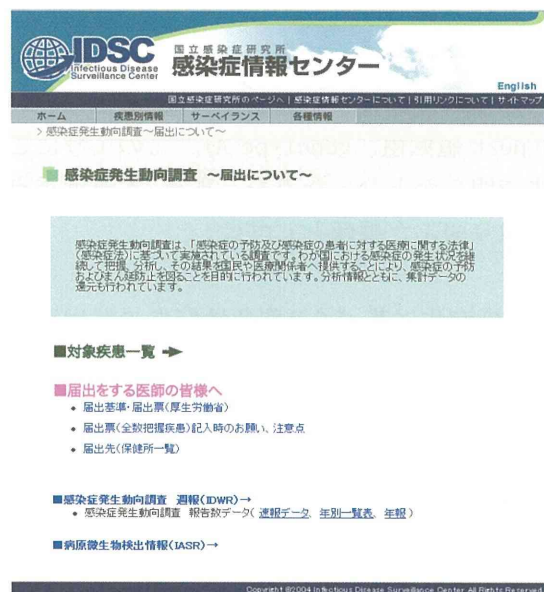 IDSC
Infectious Disease
Surveillance Center
国立感染症研究所
感染症情報センター
English
国立感染症研究所のページへ | 感染症情報センターについて | 引用リンクについて | サイトマップ
ホーム 疾患別情報 サーベイランス 各種情報
> 感染症発生動向調査～届出について～
感染症発生動向調査 ～届出について～
感染症発生動向調査は、「感染症の予防及び感染症の患者に対する医療に関する法律」
(感染症法)に基づいて実施されている調査です。わが国における感染症の発生状況を継
続して把握、分析し、その結果を国民や医療関係者へ提供することにより、感染症の予防
およびまん延防止を図ることを目的に行われています。分析情報とともに、集計データの
還元も行われています。
■対象疾患一覧 →
■届出をする医師の皆様へ
• 届出基準・届出票(厚生労働省)
• 届出票(全数把握疾患)記入時のお願い、注意点
• 届出先(保健所一覧)
■感染症発生動向調査 週報(IDWR)→
• 感染症発生動向調査 報告数データ( 速報データ、年別一覧表、年報 )
■病原微生物検出情報(IASR)→
Copyright ©2004 Infectious Disease Surveillance Center All Rights Reserved